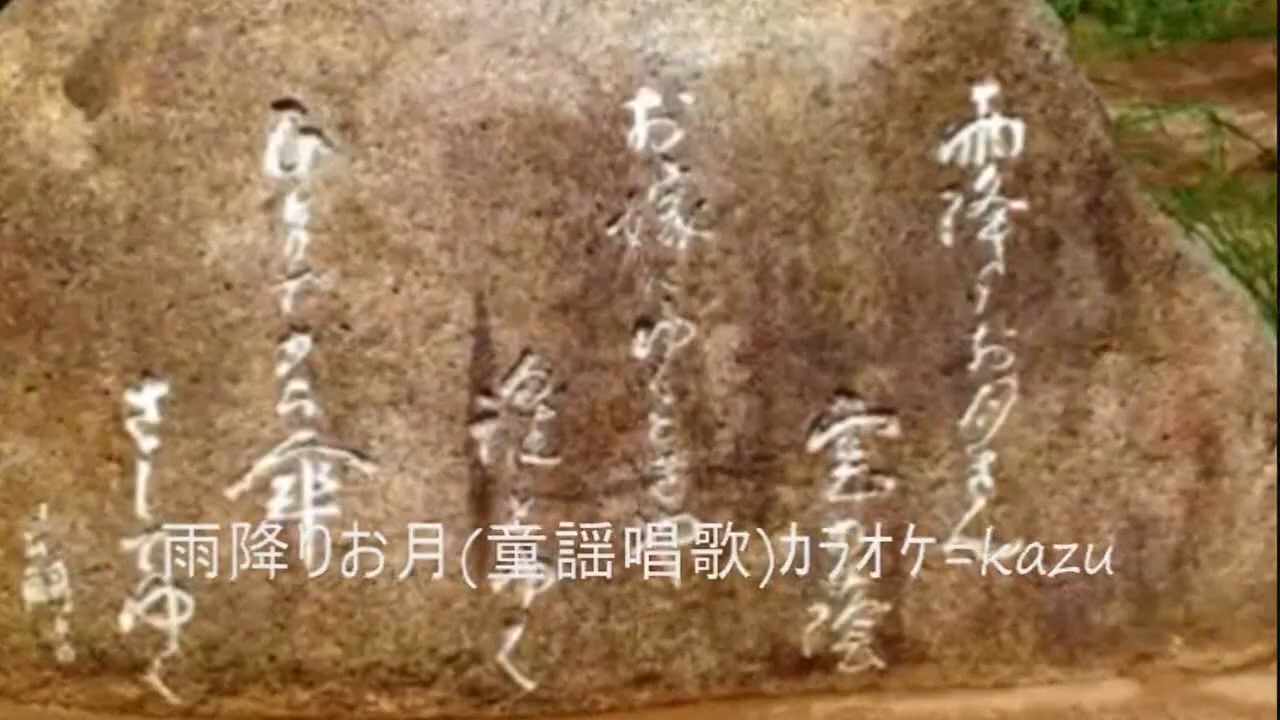 雨降りお月さん
雲の蔭
お嫁にゆくときは
誰とゆく
ひとりで傘
さしてゆく
雨降りお月(童謡唱歌)ｶﾗｵｹ=kazu